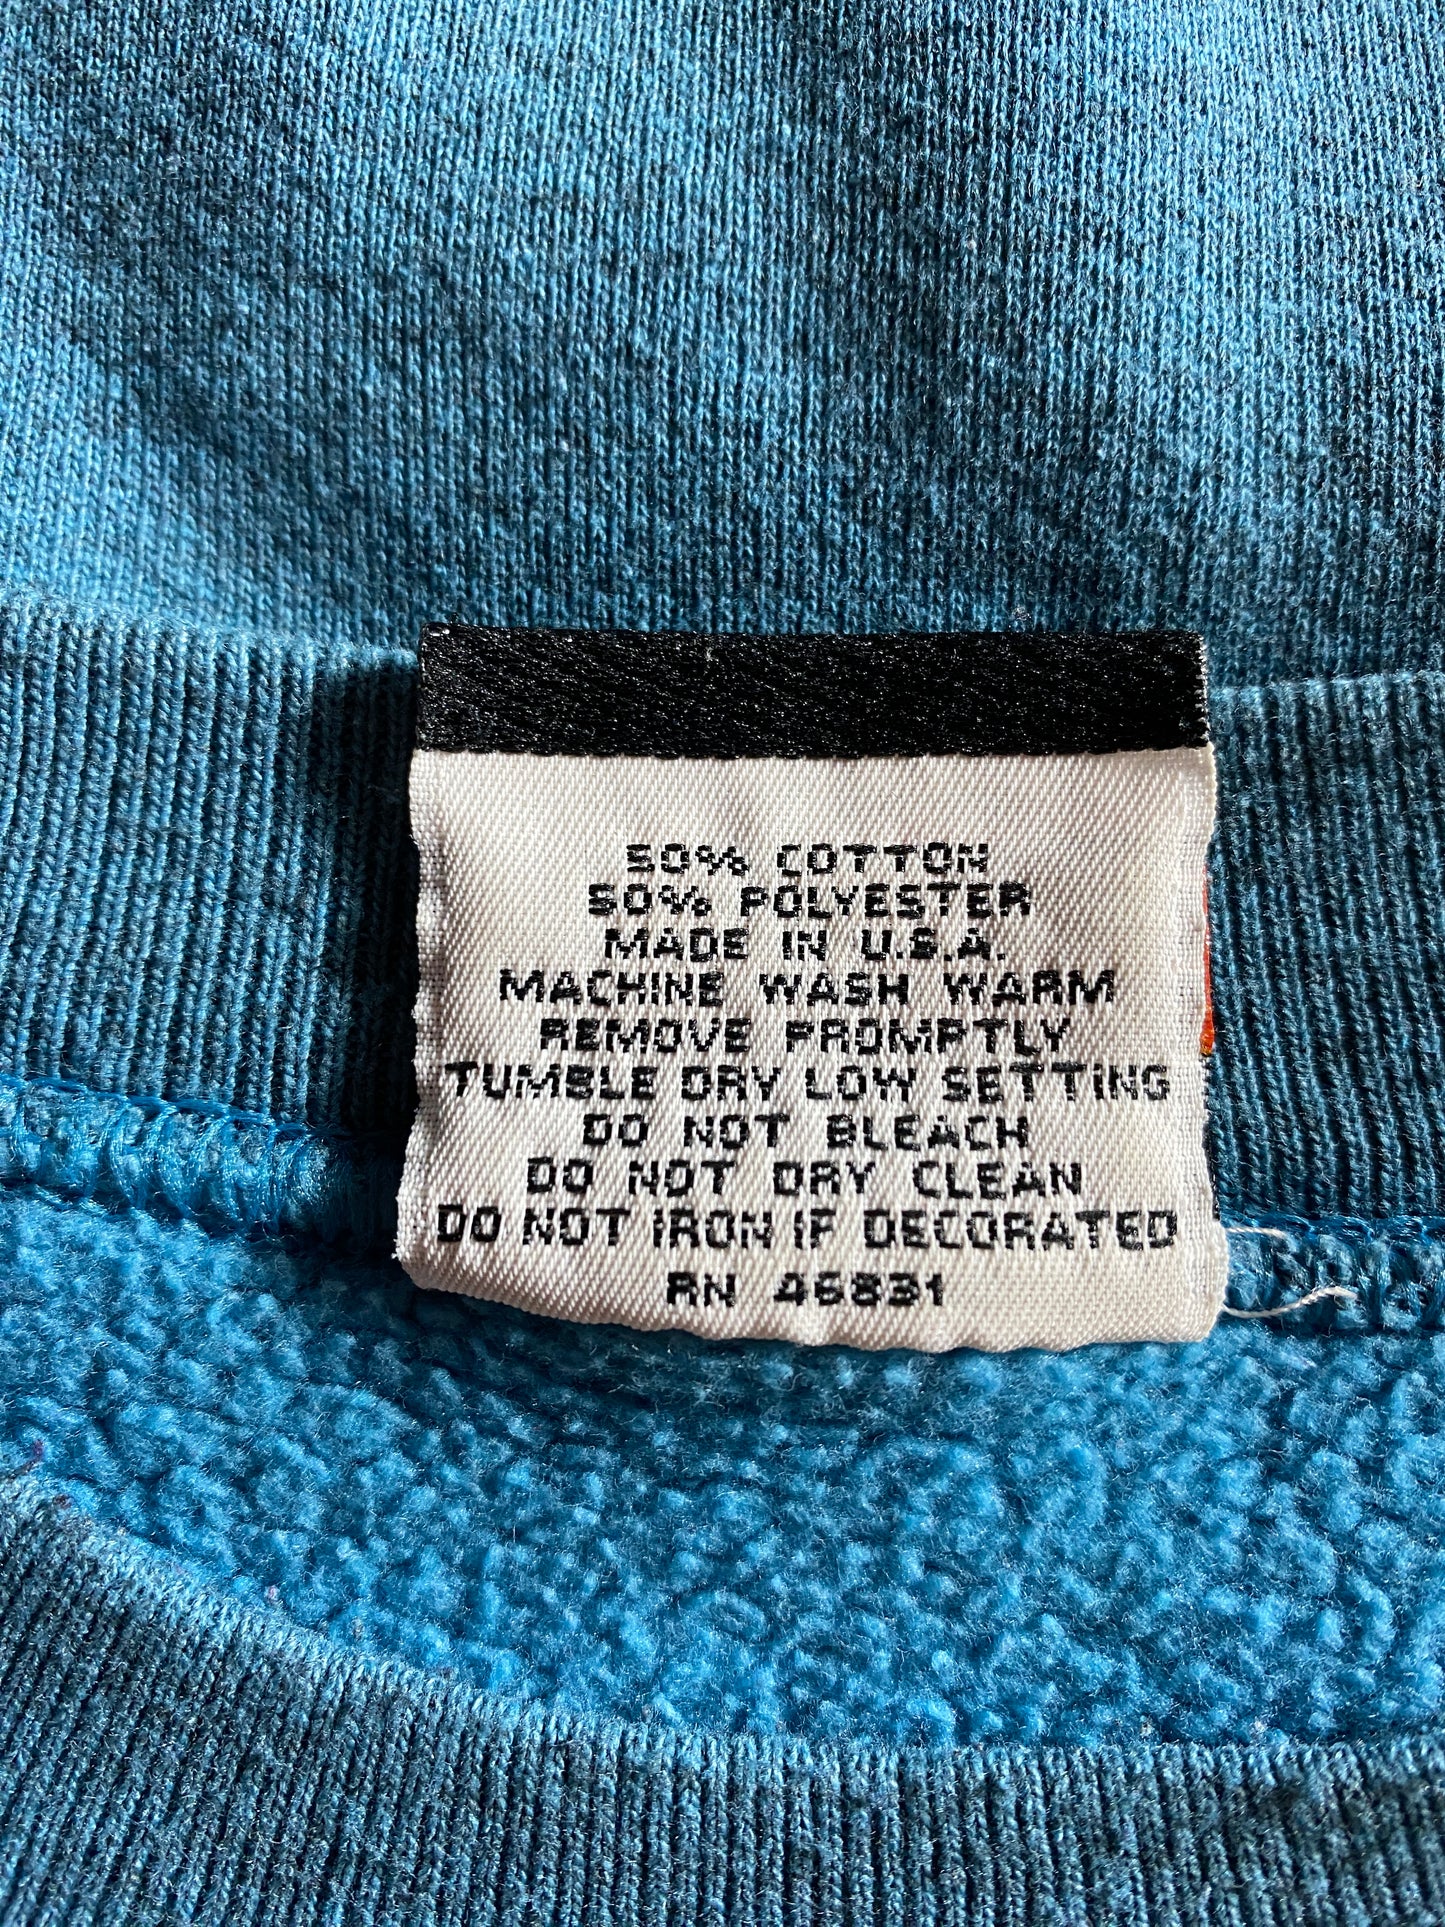 50% COTTON
50% POLYESTER
MADE IN U.S.A.
MACHINE WASH WARM
REMOVE PROMPTLY
TUMBLE DRY LOW SETTING
DO NOT BLEACH
DO NOT DRY CLEAN
DO NOT IRON IF DECORATED
RN 46831